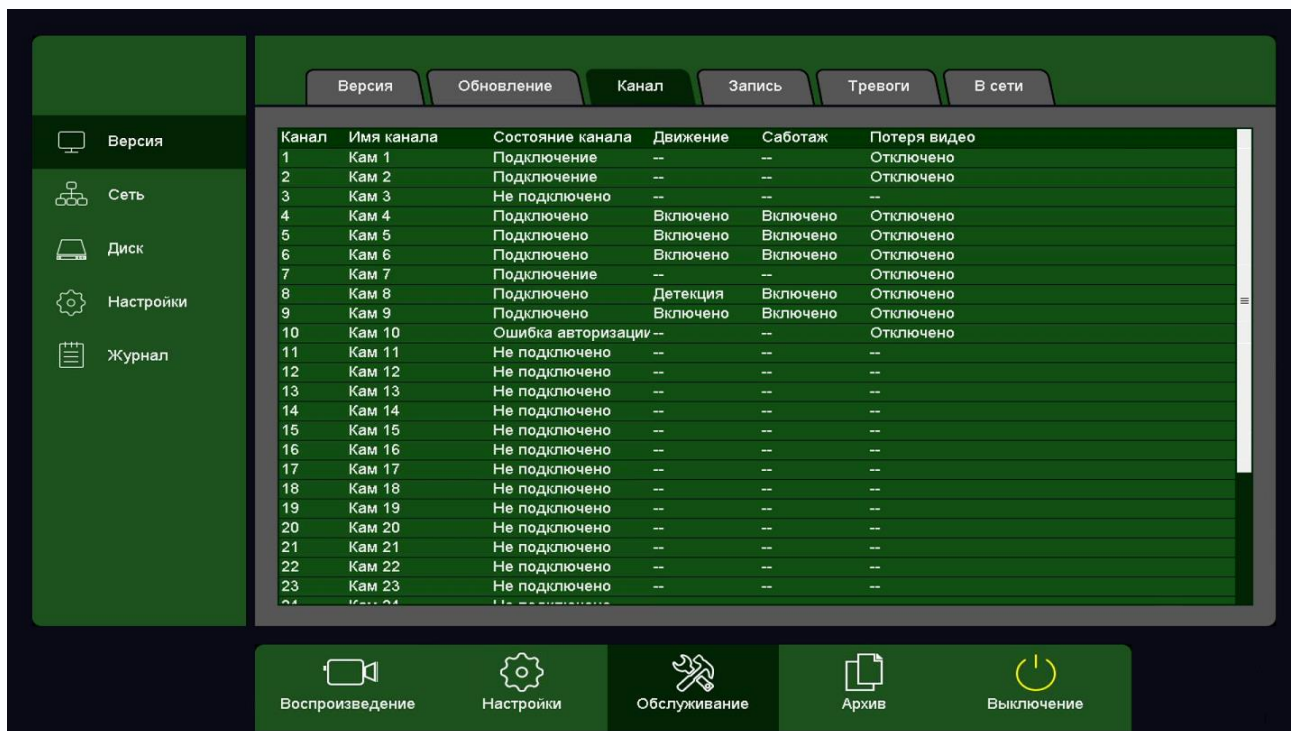 Версия Обновление Канал Запись Тревоги В сети
Версия
Сеть
Диск
Настройки
Журнал
Канал Имя канала Состояние канала Движение Саботаж Потеря видео
1 Кам 1 Подключение -- -- Отключено
2 Кам 2 Подключение -- -- Отключено
3 Кам 3 Не подключено -- -- --
4 Кам 4 Подключено Включено Включено Отключено
5 Кам 5 Подключено Включено Включено Отключено
6 Кам 6 Подключено Включено Включено Отключено
7 Кам 7 Подключение -- -- Отключено
8 Кам 8 Подключено Детекция Включено Отключено
9 Кам 9 Подключено Включено Включено Отключено
10 Кам 10 Ошибка авторизации -- -- Отключено
11 Кам 11 Не подключено -- -- --
12 Кам 12 Не подключено -- -- --
13 Кам 13 Не подключено -- -- --
14 Кам 14 Не подключено -- -- --
15 Кам 15 Не подключено -- -- --
16 Кам 16 Не подключено -- -- --
17 Кам 17 Не подключено -- -- --
18 Кам 18 Не подключено -- -- --
19 Кам 19 Не подключено -- -- --
20 Кам 20 Не подключено -- -- --
21 Кам 21 Не подключено -- -- --
22 Кам 22 Не подключено -- -- --
23 Кам 23 Не подключено -- -- --
Воспроизведение Настройки Обслуживание Архив Выключение